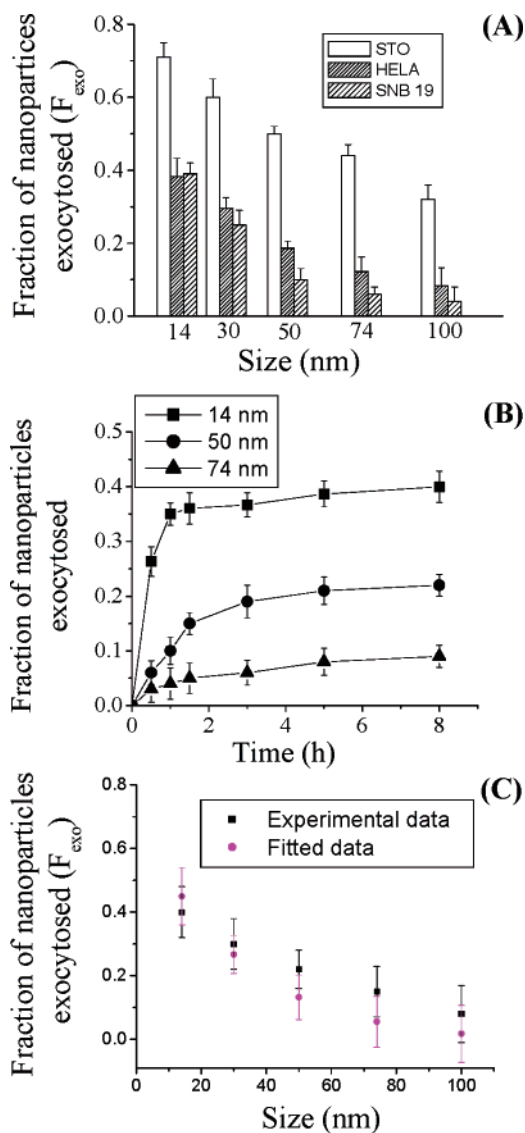 (A)
Fraction of nanopartices
exocytosed (F_exo)
0.8
0.6
0.4
0.2
0.0
STO
HELA
SNB 19
14 30 50 74 100
Size (nm)
(B)
Fraction of nanoparticles
exocytosed
14 nm
50 nm
74 nm
0.5
0.4
0.3
0.2
0.1
0.0
0 2 4 6 8
Time (h)
(C)
Fraction of nanoparticles
exocytosed (F_exo)
0.8
0.6
0.4
0.2
0.0
Experimental data
Fitted data
0 20 40 60 80 100
Size (nm)